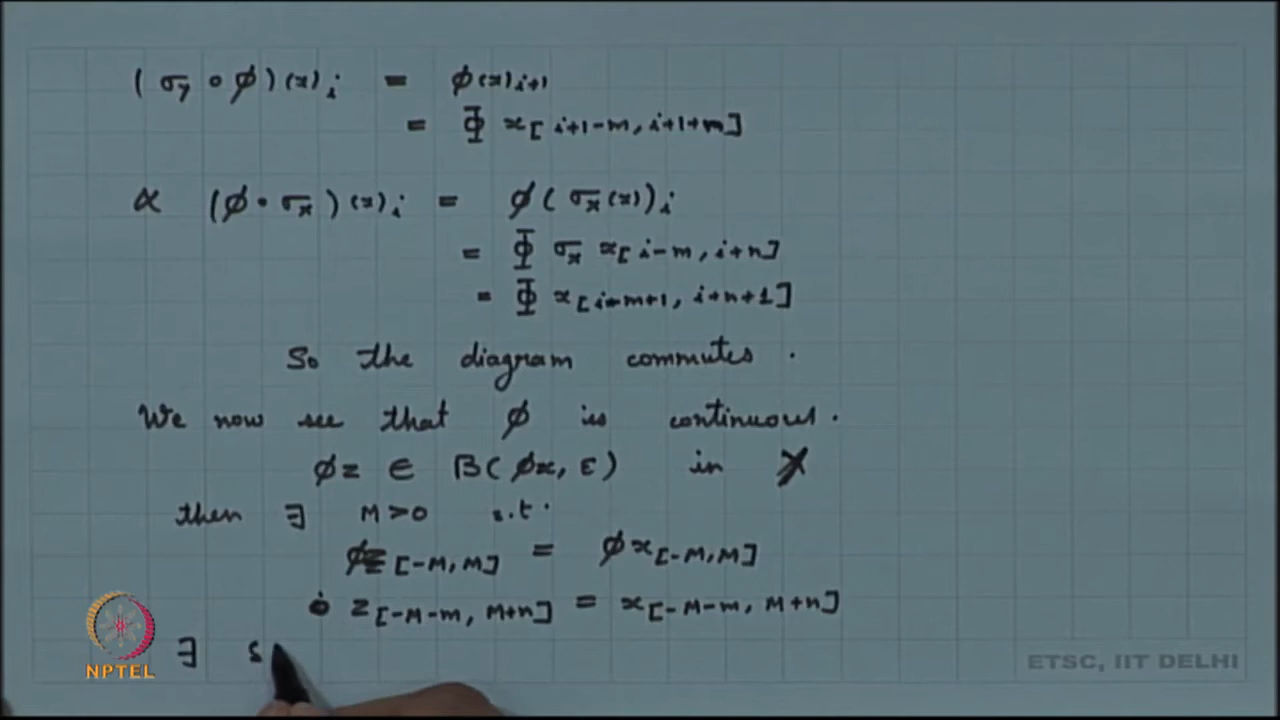 (σ_y ∘ φ)(x)_i = φ(x)_{i+1}
= Φ x_{[i+1-m, i+1+m]}
& (φ ∘ σ_x)(x)_i = φ(σ_x(x))_i
= Φ σ_x x_{[i-m, i+n]}
= Φ x_{[i-m+1, i+n+1]}
So the diagram commutes.
We now see that φ is continuous.
φz ∈ B(φx, ε) in Y
then ∃ M>0 s.t.
φz_{[-M,M]} = φx_{[-M,M]}
z_{[-M-m, M+n]} = x_{[-M-m, M+n]}
∃ δ
NPTEL
ETSC, IIT DELHI